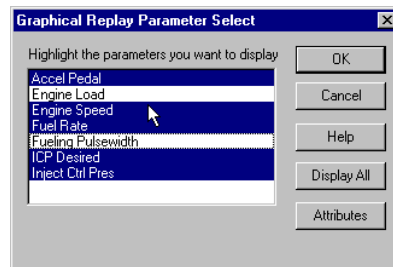 Graphical Replay Parameter Select
Highlight the parameters you want to display
Accel Pedal
Engine Load
Engine Speed
Fuel Rate
Fueling Pulsewidth
ICP Desired
Inject Ctrl Pres
OK
Cancel
Help
Display All
Attributes